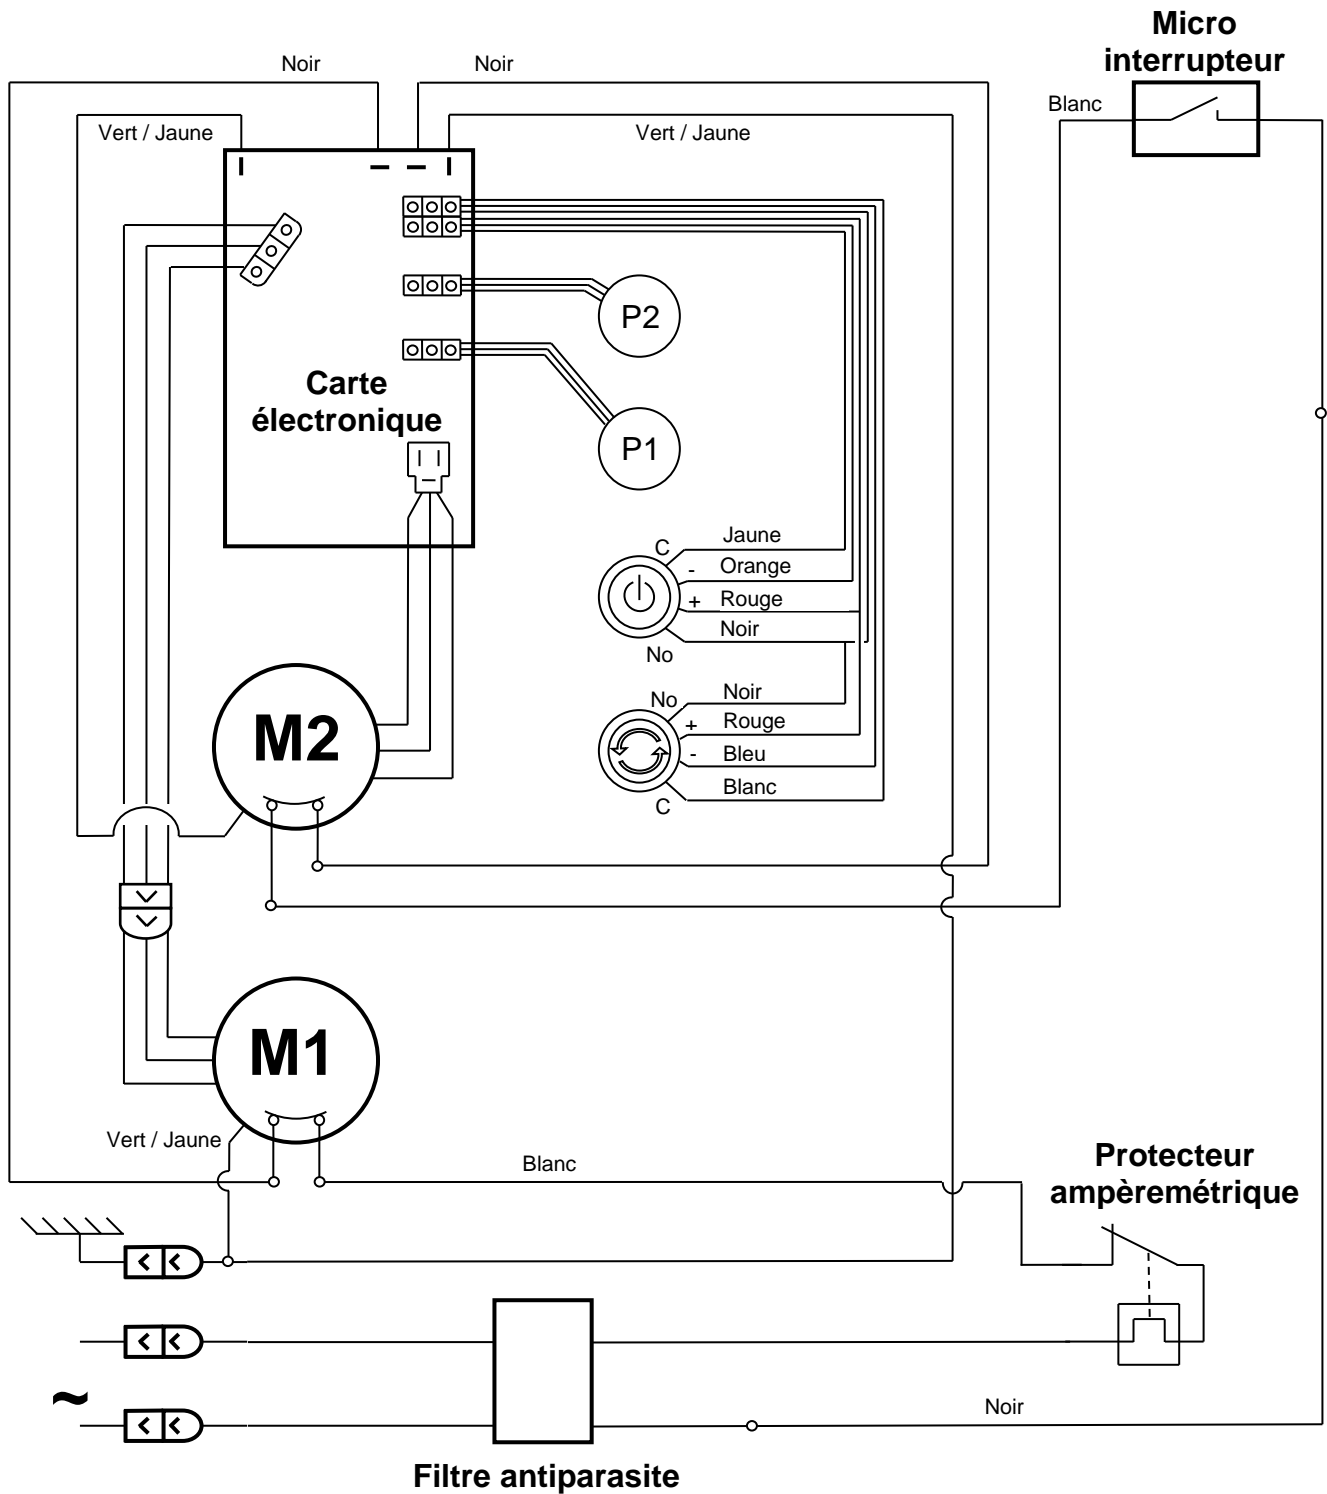 Micro
interrupteur
Noir
Noir
Blanc
Vert / Jaune
Vert / Jaune
P2
Carte
électronique
P1
C
Jaune
-
Orange
+
Rouge
Noir
No
No
Noir
+
Rouge
-
Bleu
Blanc
C
M2
M1
Vert / Jaune
Blanc
Protecteur
ampèremétrique
~
Noir
Filtre antiparasite